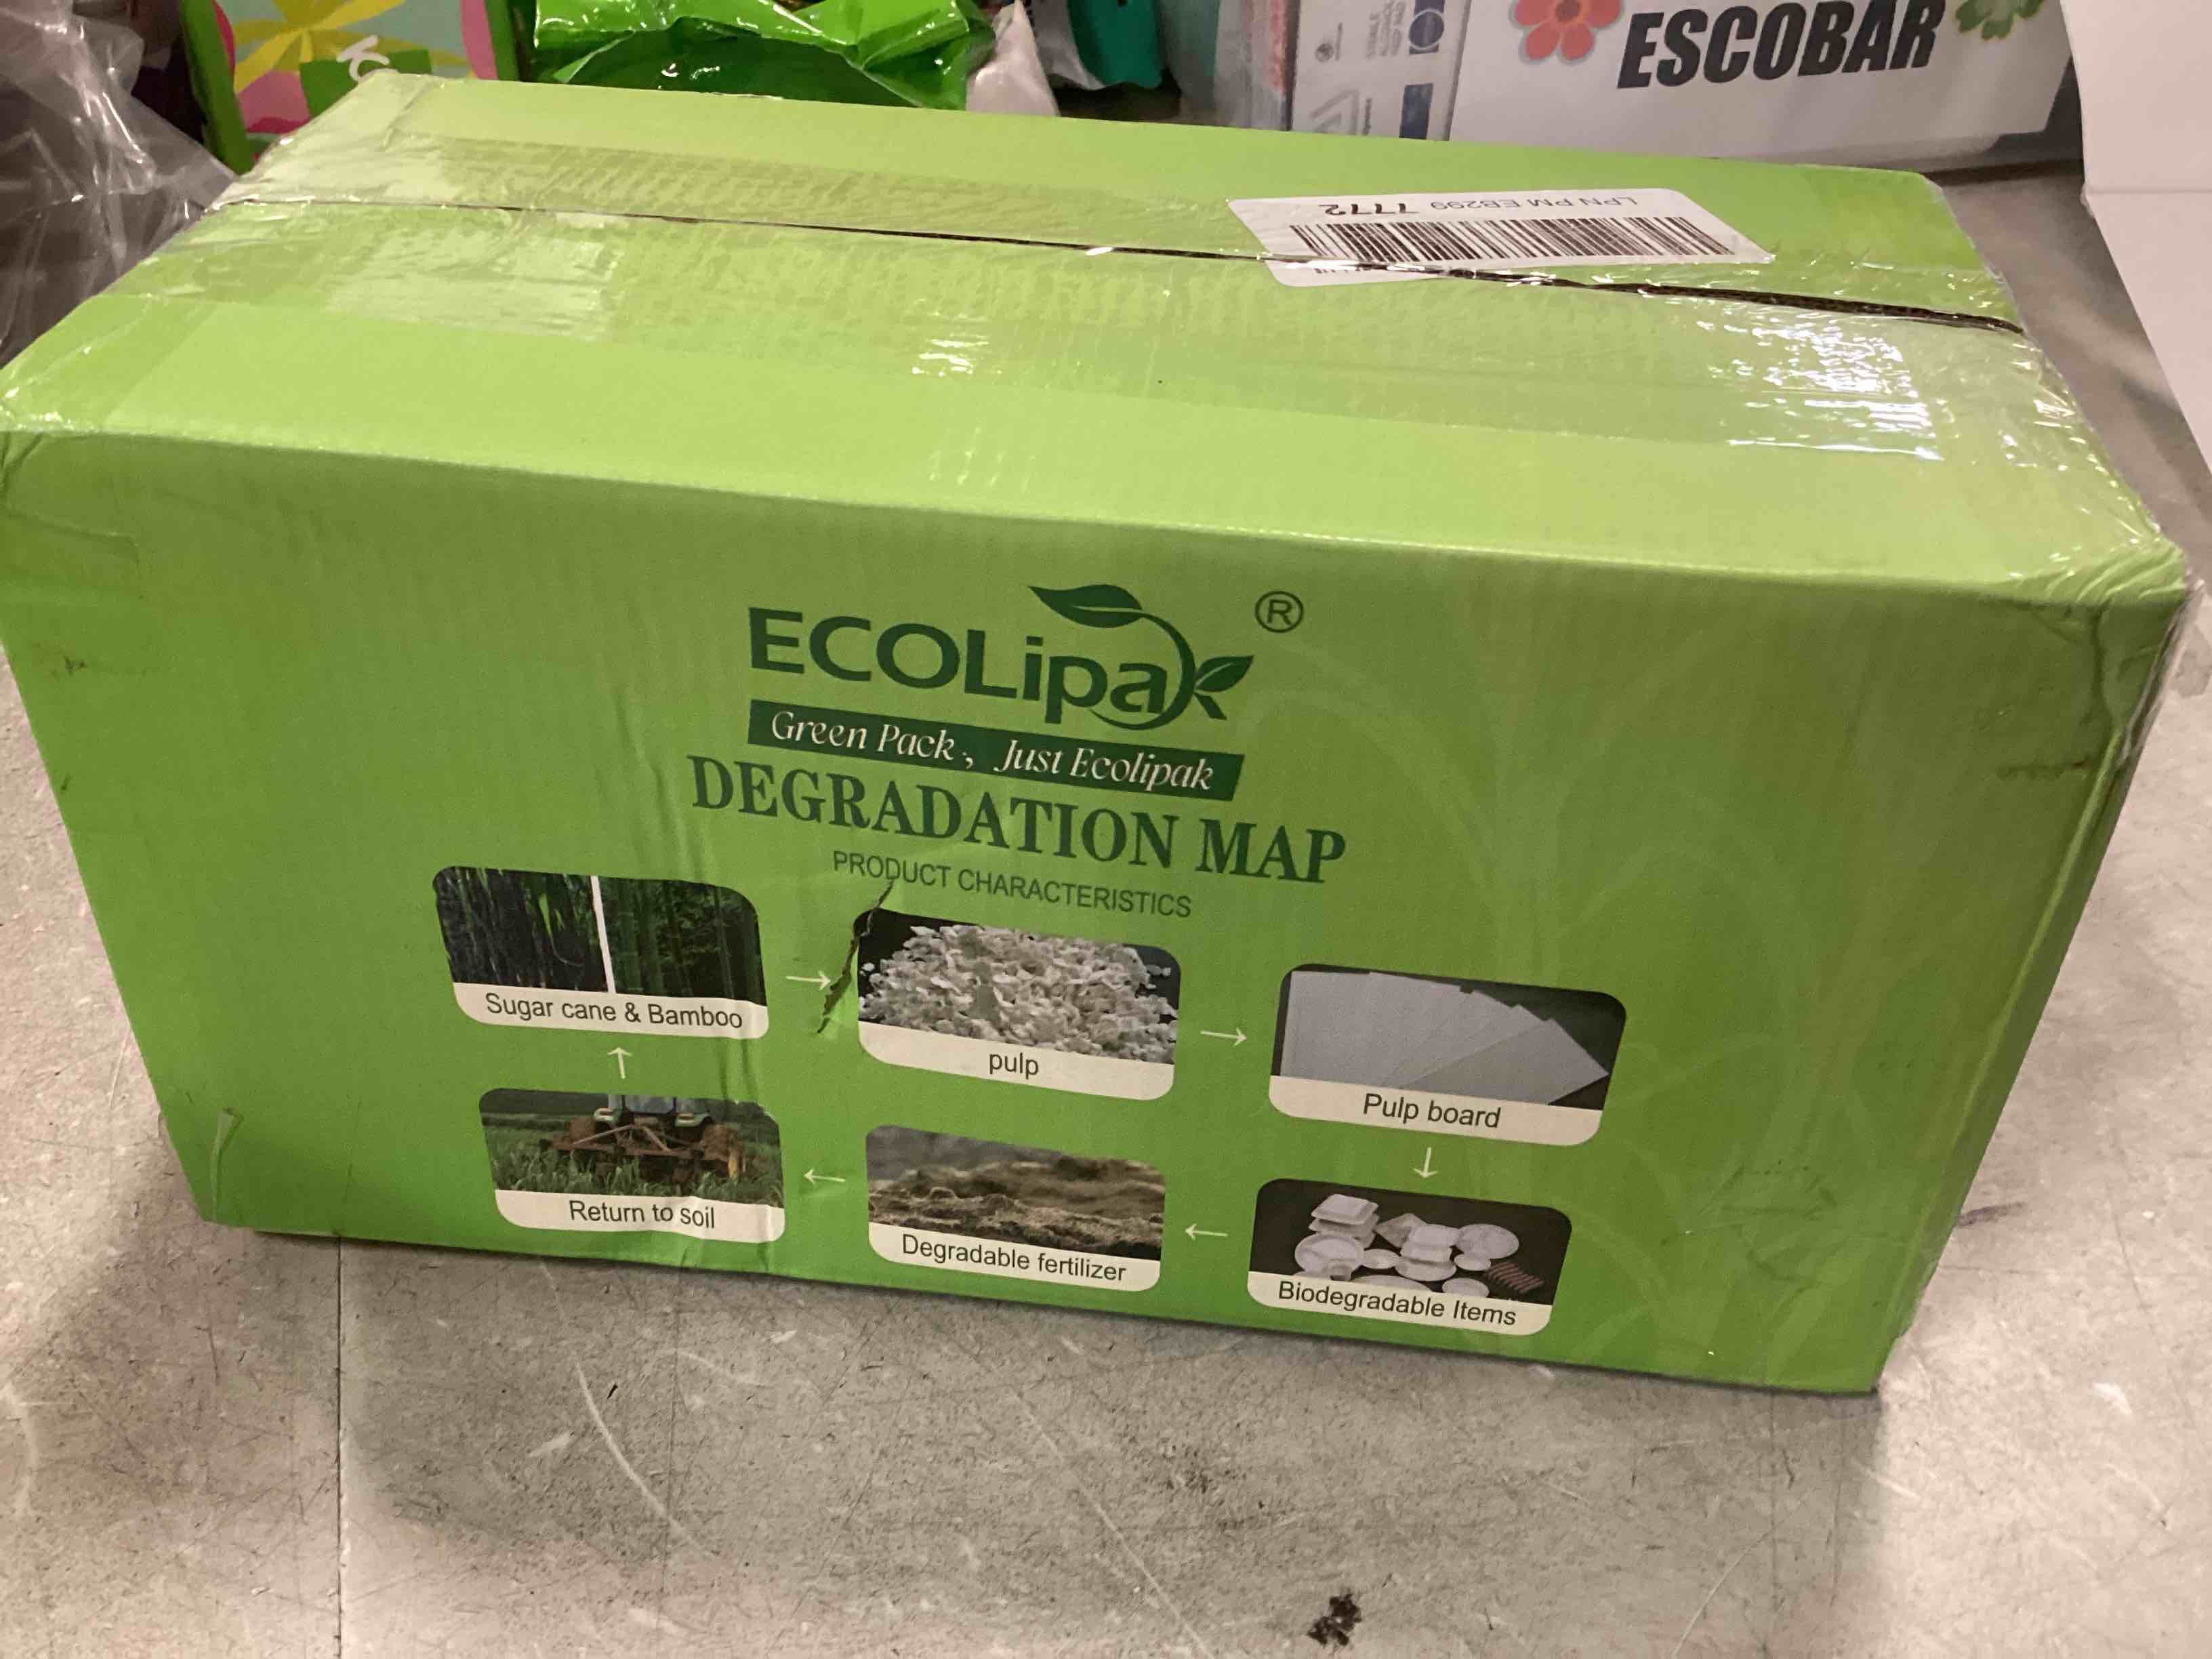 ESCOBAR
LPN PM EB299 7772
ECOLipak ®
Green Pack, Just Ecolipak
DEGRADATION MAP
PRODUCT CHARACTERISTICS
Sugar cane & Bamboo
pulp
Pulp board
Return to soil
Degradable fertilizer
Biodegradable Items